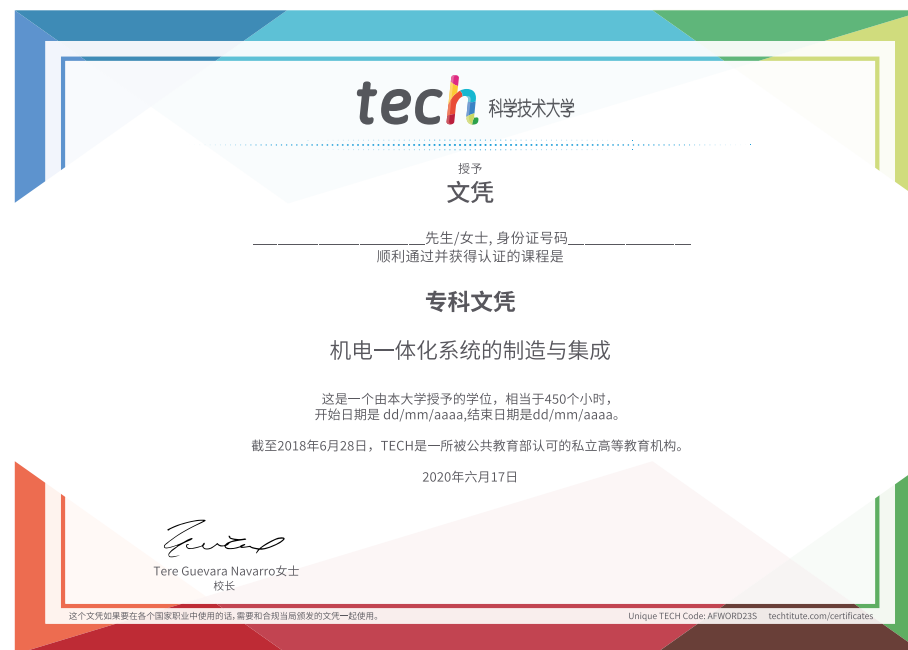 tech 科学技术大学
授予
文凭
_____________________先生/女士, 身份证号码_______________
顺利通过并获得认证的课程是
专科文凭
机电一体化系统的制造与集成
这是一个由本大学授予的学位，相当于450个小时，
开始日期是 dd/mm/aaaa,结束日期是dd/mm/aaaa。
截至2018年6月28日，TECH是一所被公共教育部认可的私立高等教育机构。
2020年六月17日
Tere Guevara Navarro女士
校长
这个文凭如果要在各个国家职业中使用的话,需要和合规当局颁发的文凭一起使用。
Unique TECH Code: AFWORD23S techtitute.com/certificates